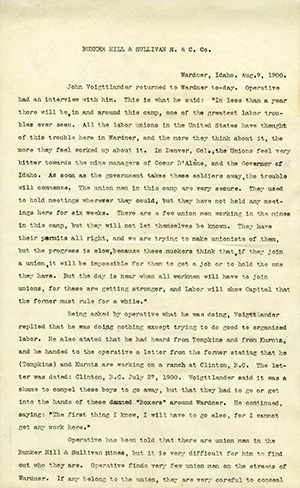 BUNKER HILL & SULLIVAN M. & C. Co.
Wardner, Idaho. Aug.9, 1900.
John Voigttlander returned to Wardner to-day. Operative
had an interview with him. This is what he said: "In less than a year
there will be,in and around this camp, one of the greatest labor trou-
bles ever seen. All the labor unions in the United States have thought
of this trouble here in Wardner, and the more they think about it, the
more they feel worked up about it. In Denver, Col.,the Unions feel very
bitter towards the mine managers of Coeur D'Aléne, and the Governor of
Idaho. As soon as the government takes these soldiers away,the trouble
will commence. The union men in this camp are very secure. They used
to hold meetings wherever they could, but they have not held any meet-
ings here for six weeks. There are a few union men working in the mines
in this camp, but they will not let themselves be known. They have
their permits all right, and we are trying to make unionists of them,
but the progress is slow,because these muckers think that,if they join
a union,it will be impossible for them to get a job or to hold the one
they have. But the day is near when all workmen will have to join
unions, for these are getting stronger, and Labor will show Capital that
the former must rule for a while."
Being asked by operative what he was doing, Voigttlander
replied that he was doing nothing except trying to do good to organized
labor. He also stated that he had heard from Tompkins and from Kurntz,
and he handed to the operative a letter from the former stating that he
(Tompkins) and Kurntz are working on a ranch at Clinton, B.C. The let-
ter was dated: Clinton, B.C. July 27, 1900. Voigttlander said it was a
shame to compel these boys to go away, but that they had to go or get
into the hands of these damned "Boxers" around Wardner. He continued,
saying: "The first thing I know, I will have to go also, for I cannot
get any work here."
Operative has been told that there are union men in the
Bunker Hill & Sullivan Mines, but it is very difficult for him to find
out who they are. Operative finds very few union men on the streets of
Wardner. If any belong to the union, they are very careful to conceal